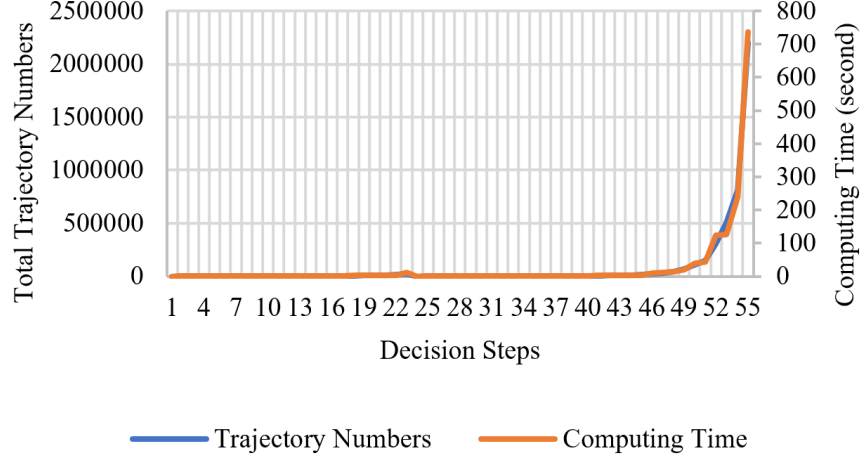 Total Trajectory Numbers
2500000
2000000
1500000
1000000
500000
0
800
700
600
500
400
300
200
100
0
Computing Time (second)
1 4 7 10 13 16 19 22 25 28 31 34 37 40 43 46 49 52 55
Decision Steps
Trajectory Numbers
Computing Time